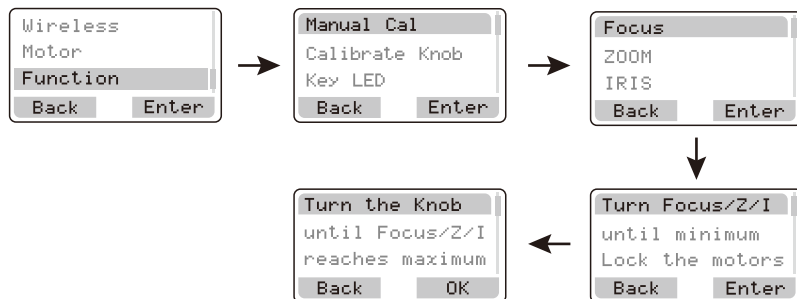 Wireless
Motor
Function
Back Enter
Manual Cal
Calibrate Knob
Key LED
Back Enter
Focus
ZOOM
IRIS
Back Enter
Turn Focus/Z/I
until minimum
Lock the motors
Back Enter
Turn the Knob
until Focus/Z/I
reaches maximum
Back OK